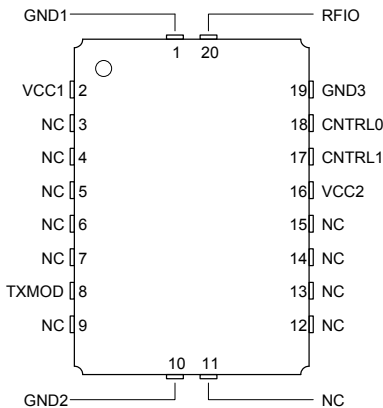 GND1 RFIO
1 20
VCC1 2 19 GND3
NC 3 18 CNTRL0
NC 4 17 CNTRL1
NC 5 16 VCC2
NC 6 15 NC
NC 7 14 NC
TXMOD 8 13 NC
NC 9 12 NC
10 11
GND2 NC